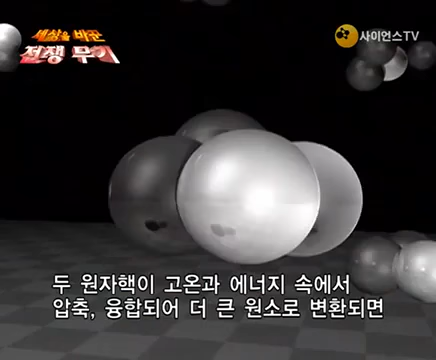 세상을 바꾼
전쟁 무기
사이언스TV
두 원자핵이 고온과 에너지 속에서
압축, 융합되어 더 큰 원소로 변환되면